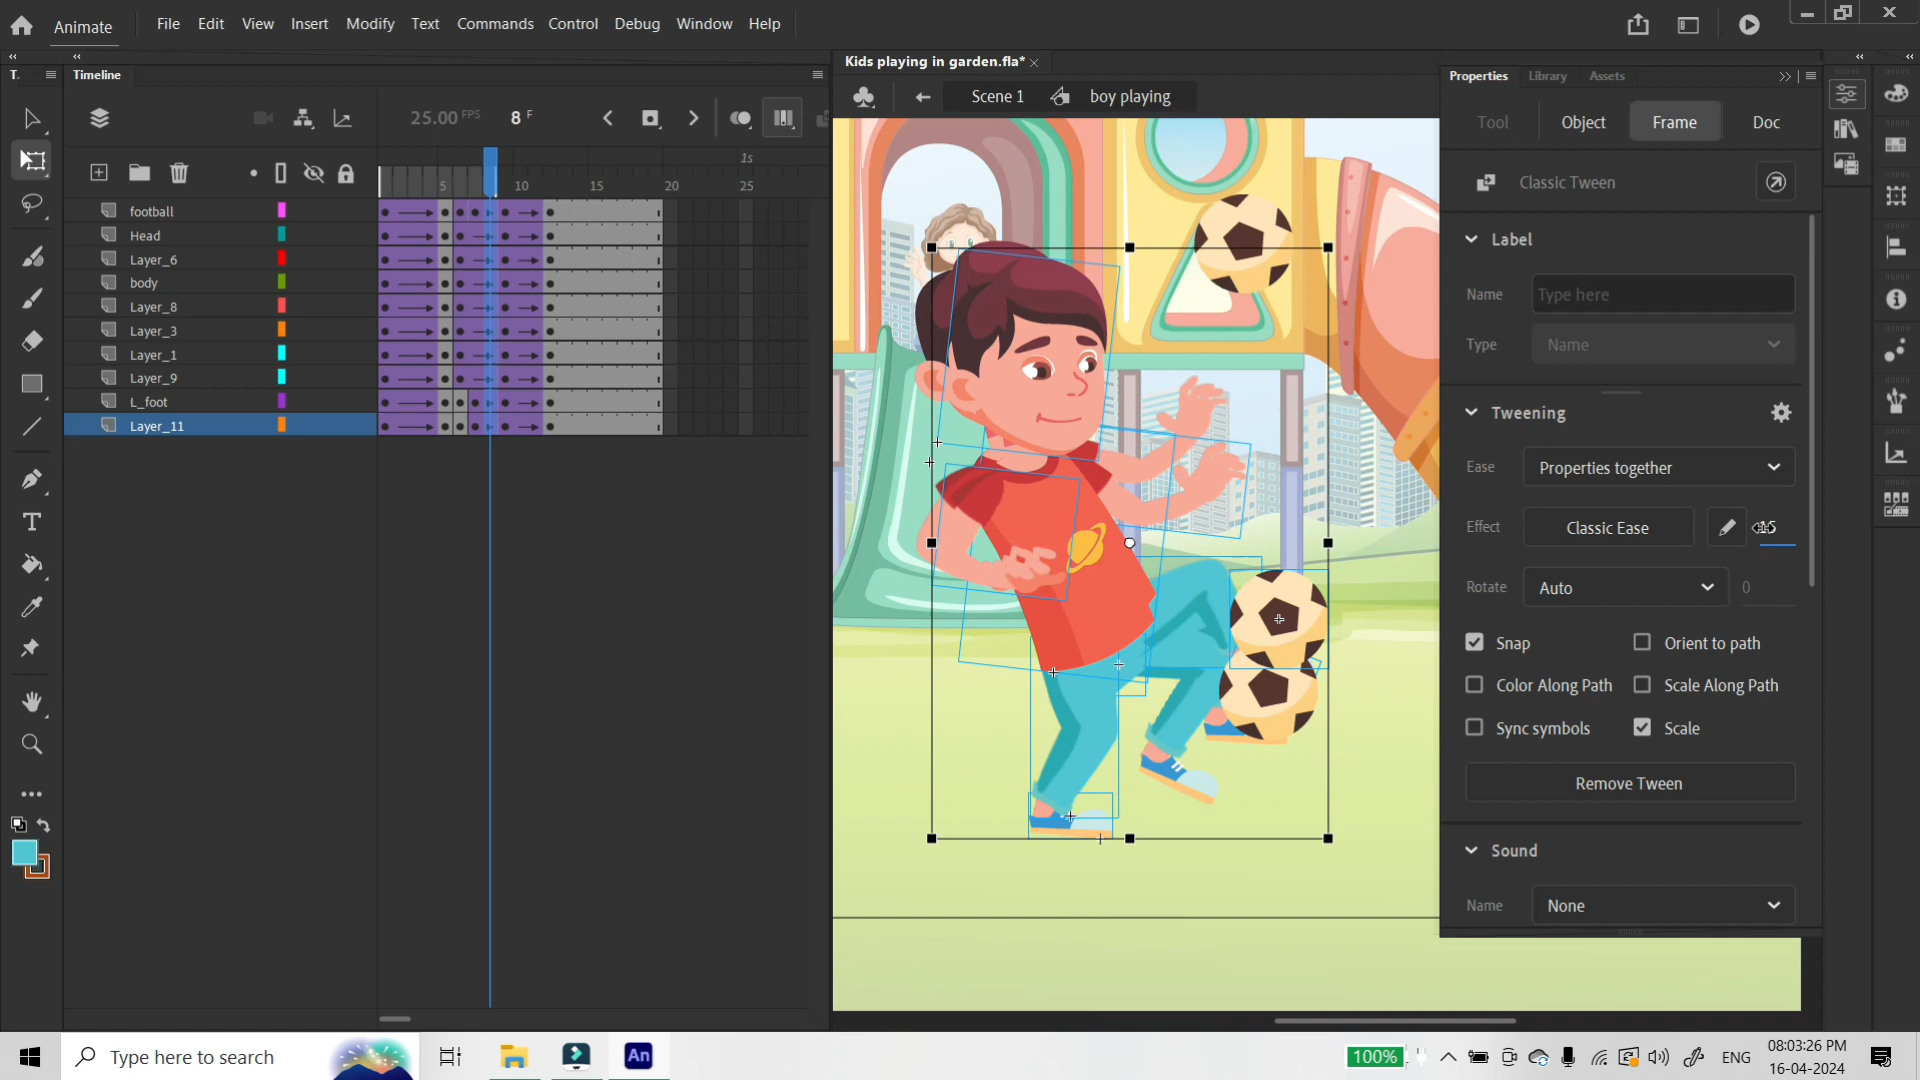 Animate
File Edit View Insert Modify Text Commands Control Debug Window Help
T.
Timeline
25.00 FPS 8 F
1s
5 10 15 20 25
football
Head
Layer_6
body
Layer_8
Layer_3
Layer_1
Layer_9
L_foot
Layer_11
Kids playing in garden.fla*
Scene 1 boy playing
Properties Library Assets
Tool Object Frame Doc
Classic Tween
Label
Name Type here
Type Name
Tweening
Ease Properties together
Effect Classic Ease
Rotate Auto 0
Snap Orient to path
Color Along Path Scale Along Path
Sync symbols Scale
Remove Tween
Sound
Name None
Type here to search
An
100%
ENG
08:03:26 PM
16-04-2024